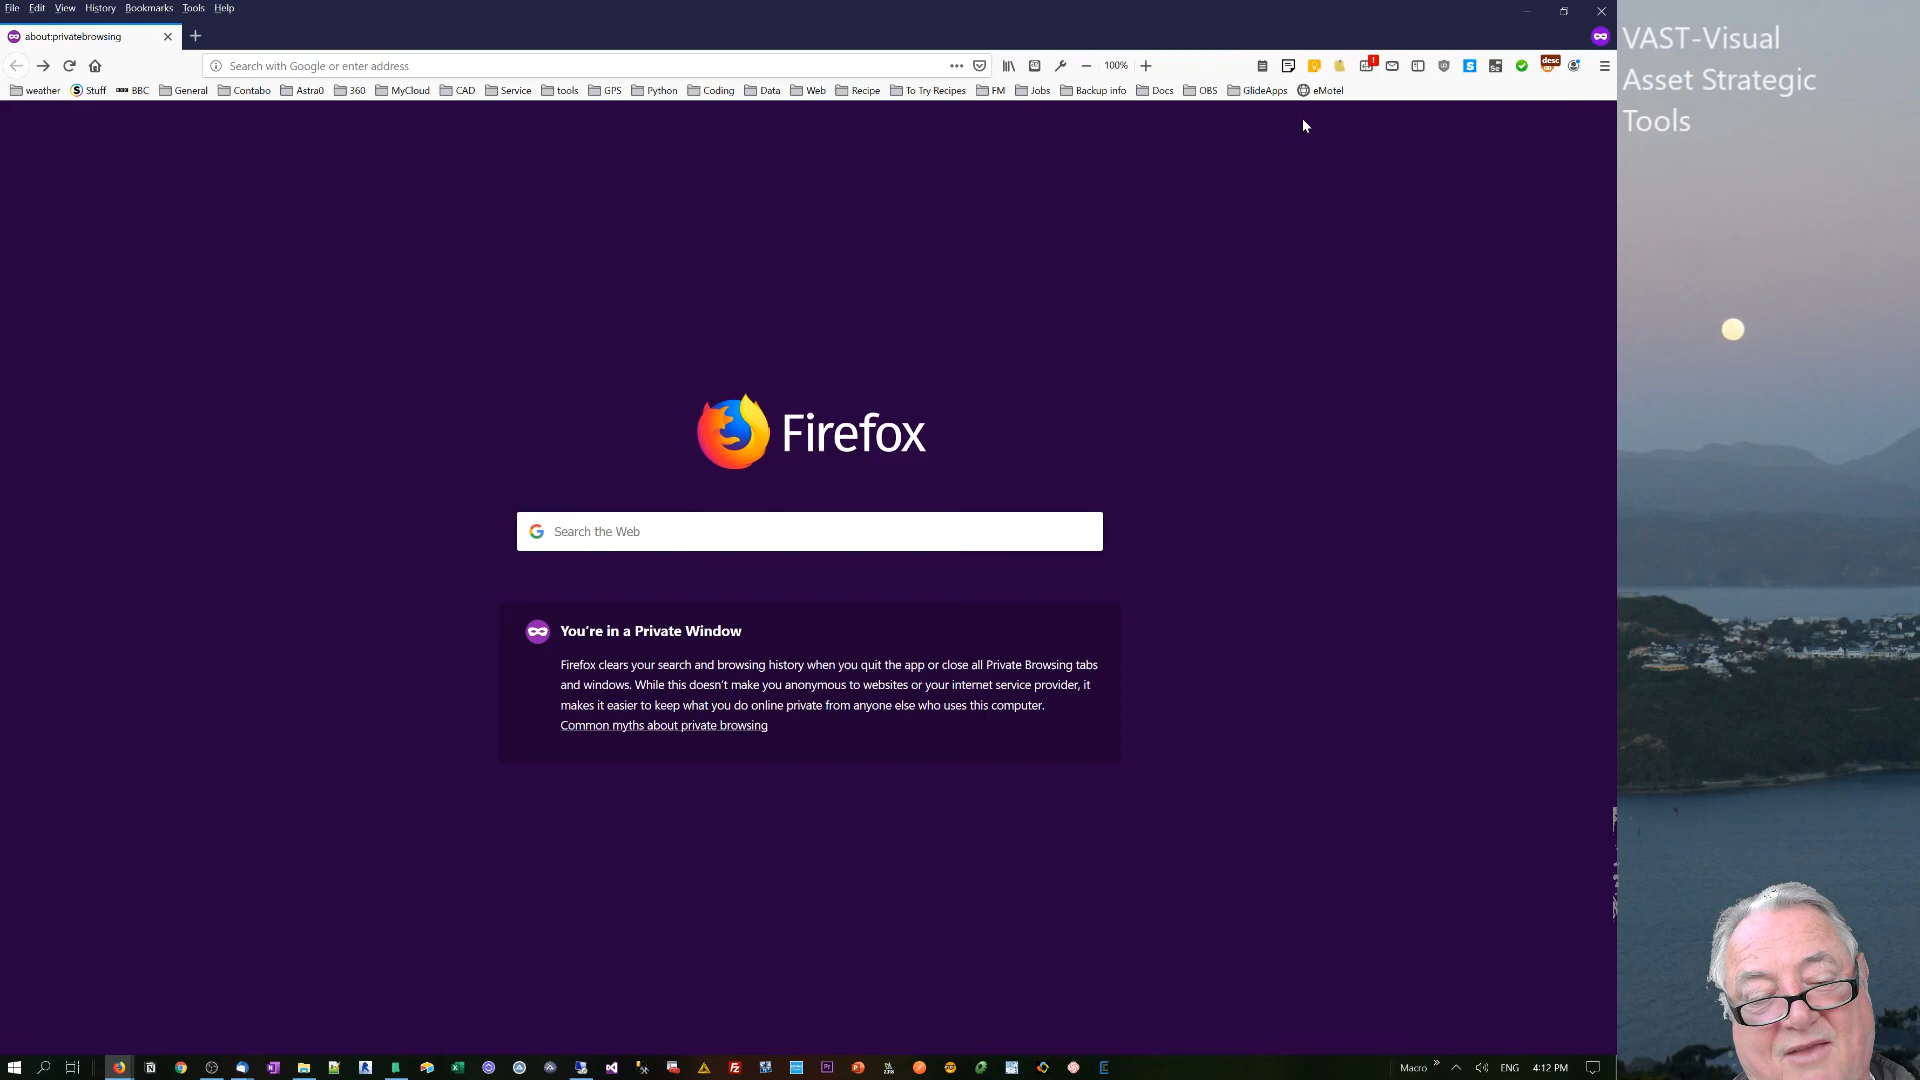 File Edit View History Bookmarks Tools Help
about:privatebrowsing
Search with Google or enter address
100%
desc
weather Stuff BBC BBC General Contabo Astra0 360 MyCloud CAD Service tools GPS Python Coding Data Web Recipe To Try Recipes FM Jobs Backup info Docs OBS GlideApps eMotel
VAST-Visual
Asset Strategic
Tools
Firefox
Search the Web
You're in a Private Window
Firefox clears your search and browsing history when you quit the app or close all Private Browsing tabs
and windows. While this doesn't make you anonymous to websites or your internet service provider, it
makes it easier to keep what you do online private from anyone else who uses this computer.
Common myths about private browsing
Macro » ENG 4:12 PM